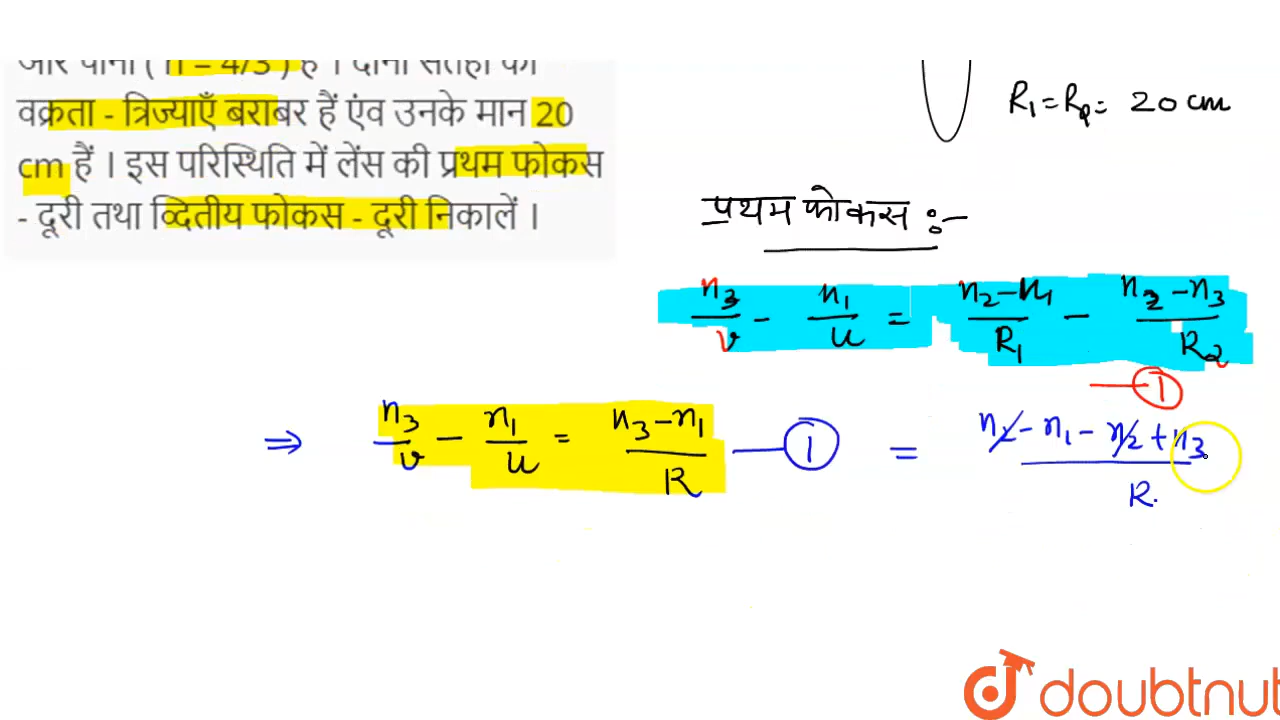 और पानी ( n = 4/3 ) है । दोनों सतहों की
वक्रता - त्रिज्याएँ बराबर हैं एंव उनके मान 20
cm हैं । इस परिस्थिति में लेंस की प्रथम फोकस
- दूरी तथा व्दितीय फोकस - दूरी निकालें ।
R₁ = R₂ = 20 cm
प्रथम फोकस :-
n₃/v - n₁/u = n₂-n₁/R₁ - n₂-n₃/R₂
—①
⇒ n₃/v - n₁/u = n₃-n₁/R —① = n₂-n₁-n₂+n₃/R.
doubtnut